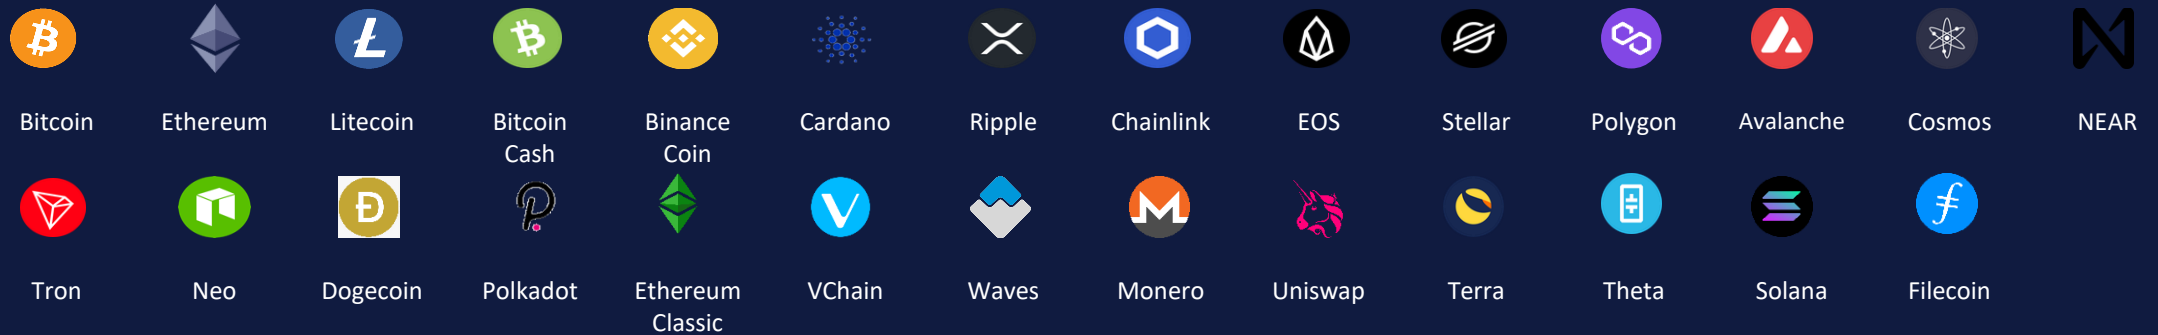 Bitcoin Ethereum Litecoin Bitcoin Binance Cardano Ripple Chainlink EOS Stellar Polygon Avalanche Cosmos NEAR
Cash Coin
Tron Neo Dogecoin Polkadot Ethereum VChain Waves Monero Uniswap Terra Theta Solana Filecoin
Classic